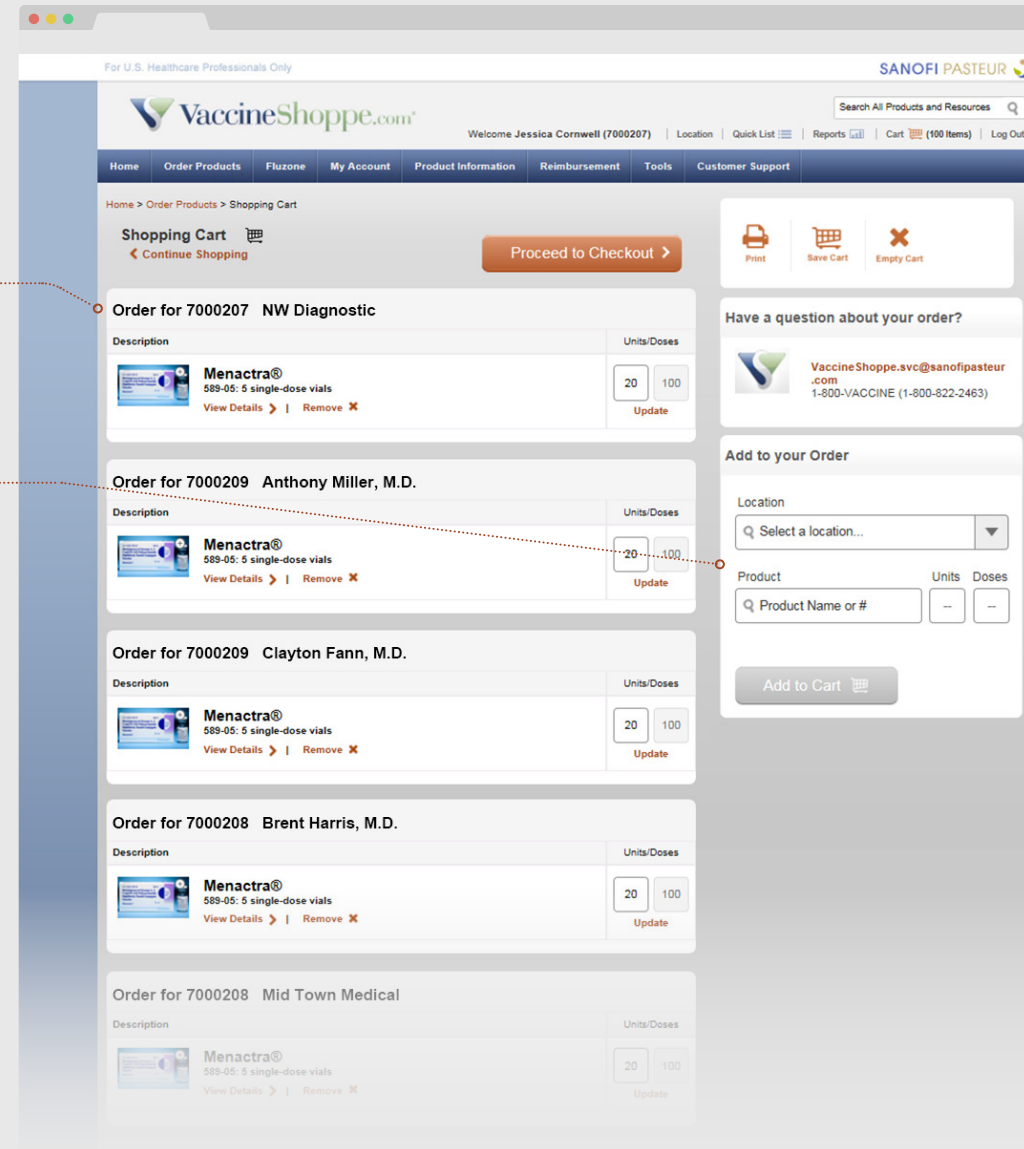 For U.S. Healthcare Professionals Only
SANOFI PASTEUR
VaccineShoppe.com
Search All Products and Resources
Welcome Jessica Cornwell (7000207) | Location | Quick List | Reports | Cart (100 Items) | Log Out
Home Order Products Fluzone My Account Product Information Reimbursement Tools Customer Support
Home > Order Products > Shopping Cart
Shopping Cart
Continue Shopping
Proceed to Checkout
Print Save Cart Empty Cart
Order for 7000207 NW Diagnostic
Description Units/Doses
Menactra®
589-05: 5 single-dose vials
View Details | Remove
20 100
Update
Order for 7000209 Anthony Miller, M.D.
Description Units/Doses
Menactra®
589-05: 5 single-dose vials
View Details | Remove
20 100
Update
Order for 7000209 Clayton Fann, M.D.
Description Units/Doses
Menactra®
589-05: 5 single-dose vials
View Details | Remove
20 100
Update
Order for 7000208 Brent Harris, M.D.
Description Units/Doses
Menactra®
589-05: 5 single-dose vials
View Details | Remove
20 100
Update
Order for 7000208 Mid Town Medical
Description Units/Doses
Menactra®
589-05: 5 single-dose vials
View Details | Remove
20 100
Update
Have a question about your order?
VaccineShoppe.svc@sanofipasteur
.com
1-800-VACCINE (1-800-822-2463)
Add to your Order
Location
Select a location...
Product Units Doses
Product Name or # -- --
Add to Cart